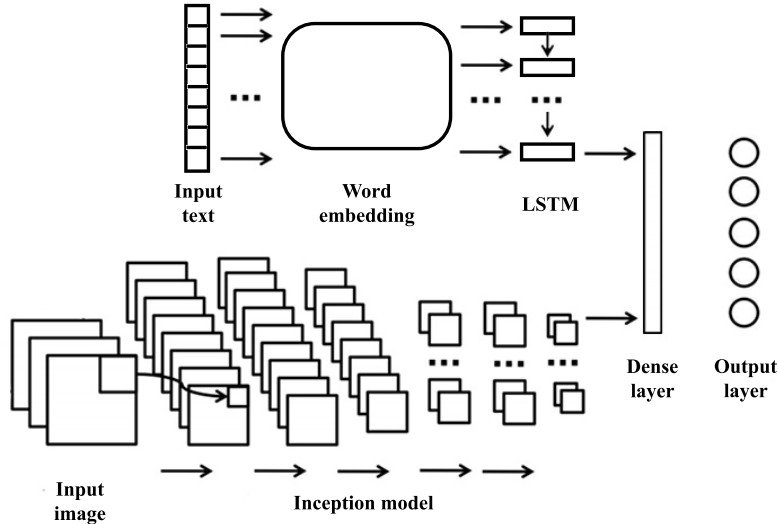 Input
text
Word
embedding
LSTM
Dense
layer
Output
layer
Input
image
Inception model